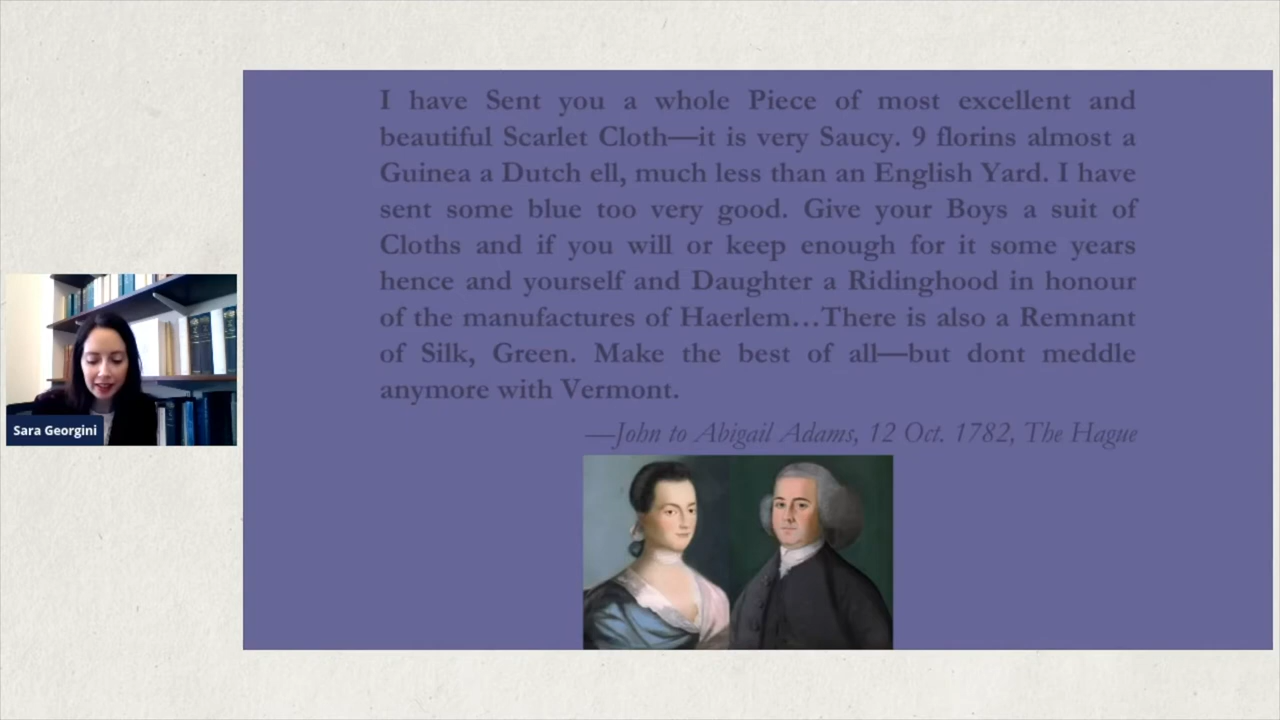 I have Sent you a whole Piece of most excellent and
beautiful Scarlet Cloth—it is very Saucy. 9 florins almost a
Guinea a Dutch ell, much less than an English Yard. I have
sent some blue too very good. Give your Boys a suit of
Cloths and if you will or keep enough for it some years
hence and yourself and Daughter a Ridinghood in honour
of the manufactures of Haerlem...There is also a Remnant
of Silk, Green. Make the best of all—but dont meddle
anymore with Vermont.
—John to Abigail Adams, 12 Oct. 1782, The Hague
Sara Georgini